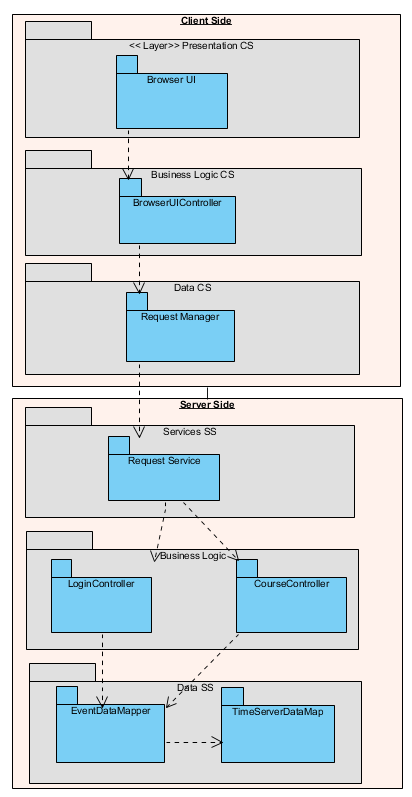 Client Side
<< Layer>> Presentation CS
Browser UI
Business Logic CS
BrowserUIController
Data CS
Request Manager
Server Side
Services SS
Request Service
Business Logic
LoginController
CourseController
Data SS
EventDataMapper
TimeServerDataMap